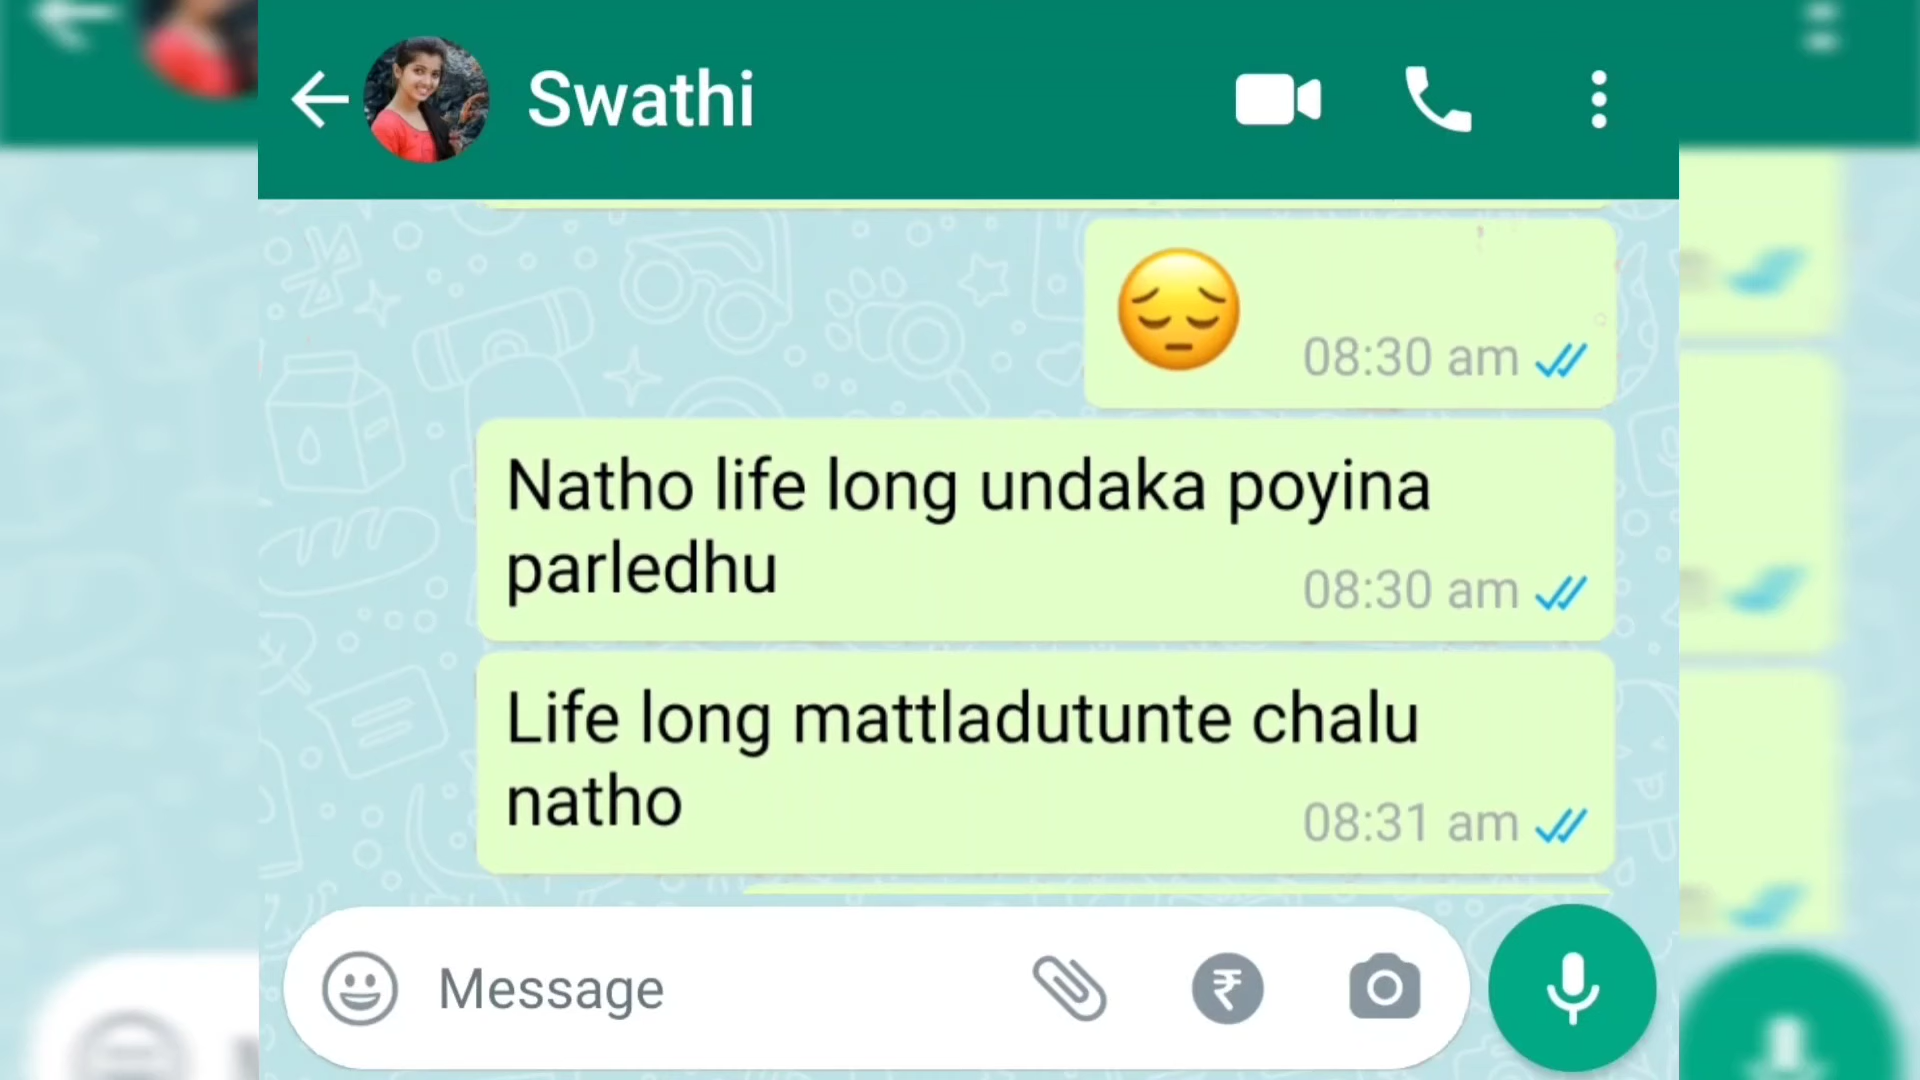 Swathi
08:30 am
Natho life long undaka poyina
parledhu
08:30 am
Life long mattladutunte chalu
natho
08:31 am
Message